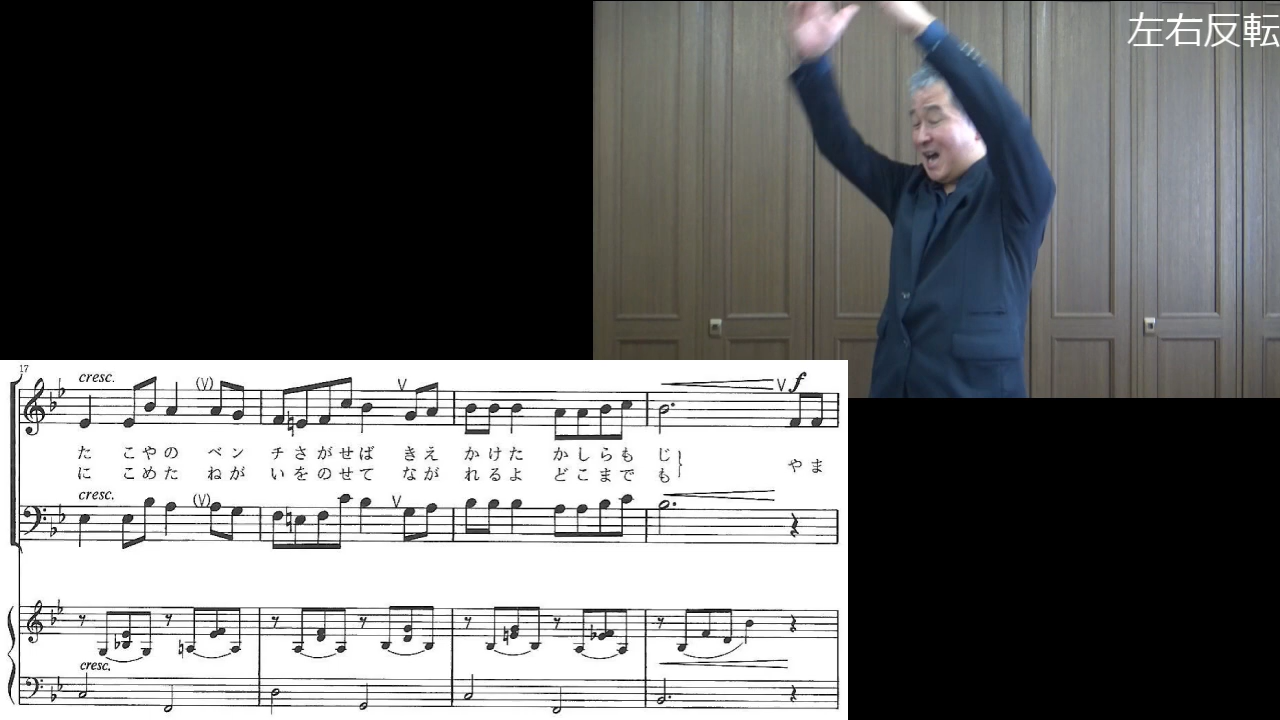 左右反転
17
cresc.
(V) V V f
た こやの ベン チさがせば きえ かけた かしらも じ
に こめた ねが いをのせて なが れるよ どこまで も やま
cresc.
(V) V
cresc.